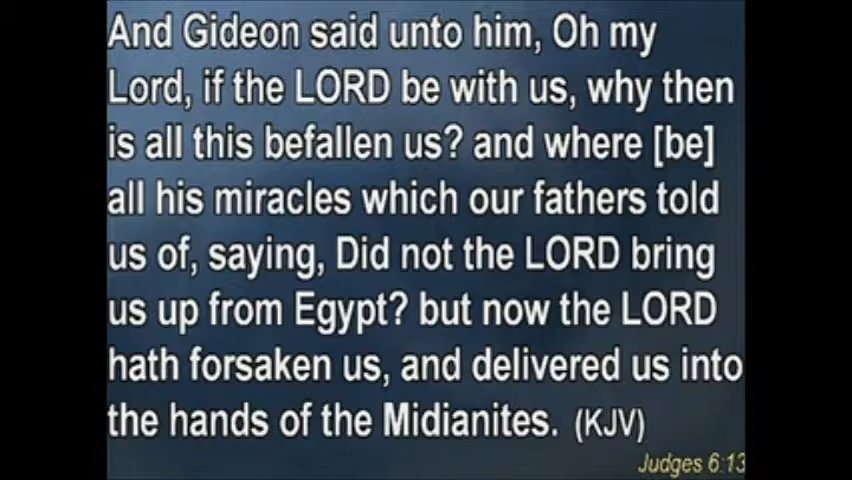 And Gideon said unto him, Oh my
Lord, if the LORD be with us, why then
is all this befallen us? and where [be]
all his miracles which our fathers told
us of, saying, Did not the LORD bring
us up from Egypt? but now the LORD
hath forsaken us, and delivered us into
the hands of the Midianites. (KJV)
Judges 6:13